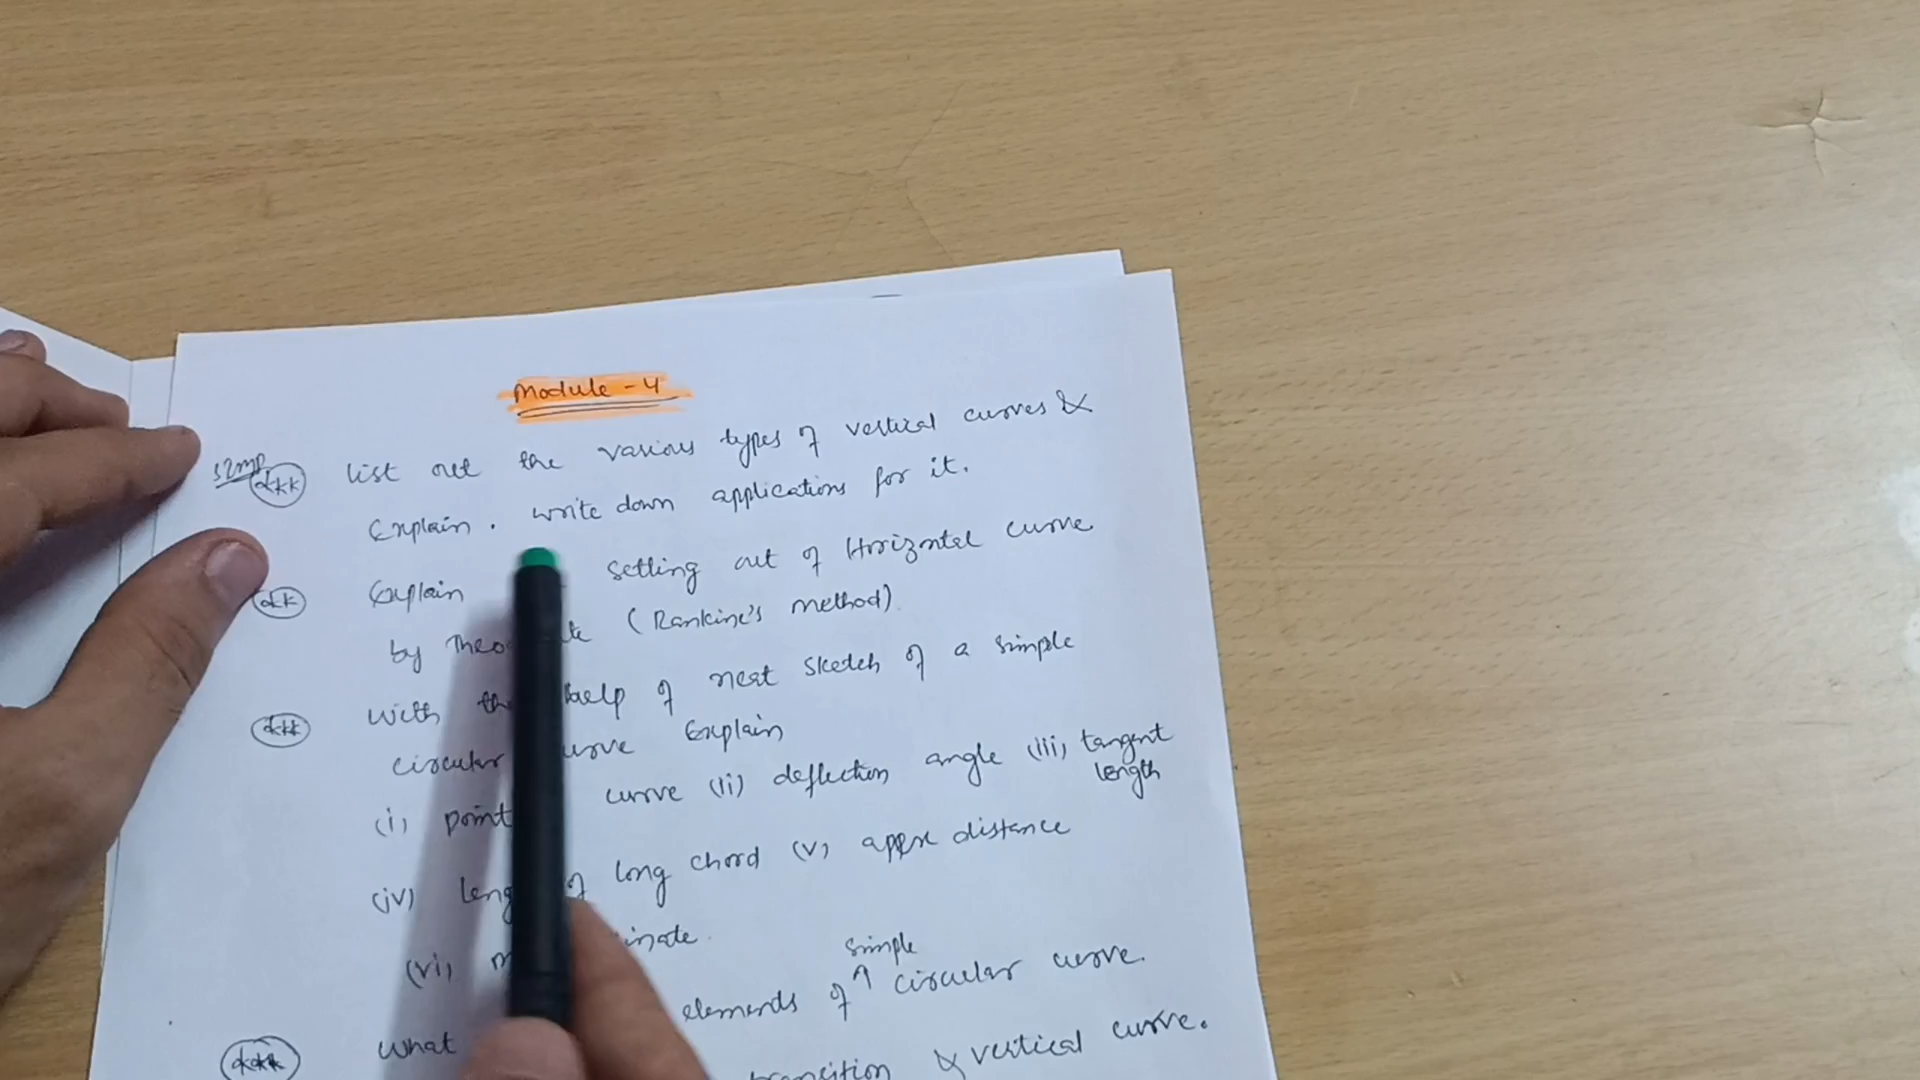 Module - 4
List out the various types of vertical curves &
Explain. write down applications for it.
Explain setting out of Horizontal curve
by (Rankine's method)
With the help of neat sketch of a simple
circular curve Explain
(i) point curve (ii) deflection angle (iii) tangent
length
(iv) of long chord (v) apex distance
(vi)
simple
elements of ^ circular curve.
What
transition & vertical curve.